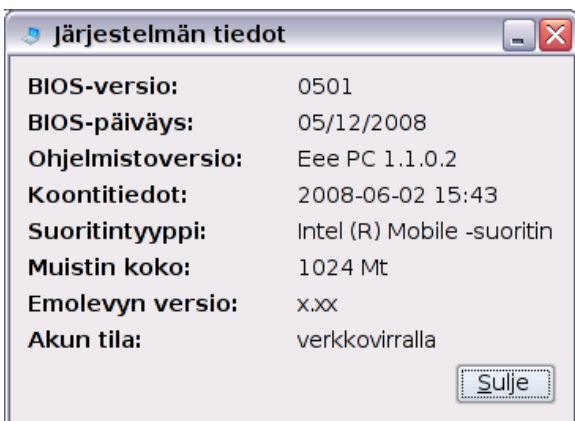 Järjestelmän tiedot
BIOS-versio: 0501
BIOS-päiväys: 05/12/2008
Ohjelmistoversio: Eee PC 1.1.0.2
Koontitiedot: 2008-06-02 15:43
Suoritintyyppi: Intel (R) Mobile -suoritin
Muistin koko: 1024 Mt
Emolevyn versio: x.xx
Akun tila: verkkovirralla
Sulje